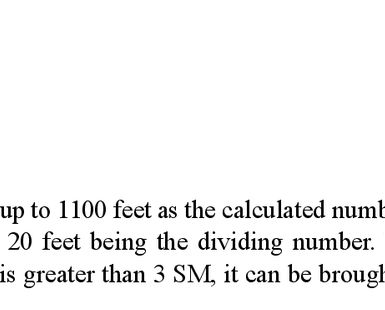 up to 1100 feet as the calculated numb
20 feet being the dividing number.
is greater than 3 SM, it can be brough